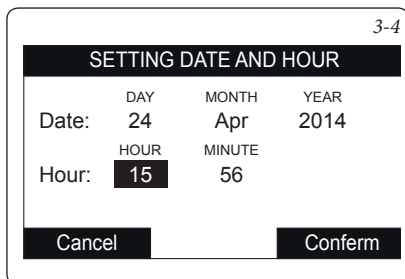 3-4
SETTING DATE AND HOUR
DAY MONTH YEAR
Date: 24 Apr 2014
HOUR MINUTE
Hour: 15 56
Cancel Conferm